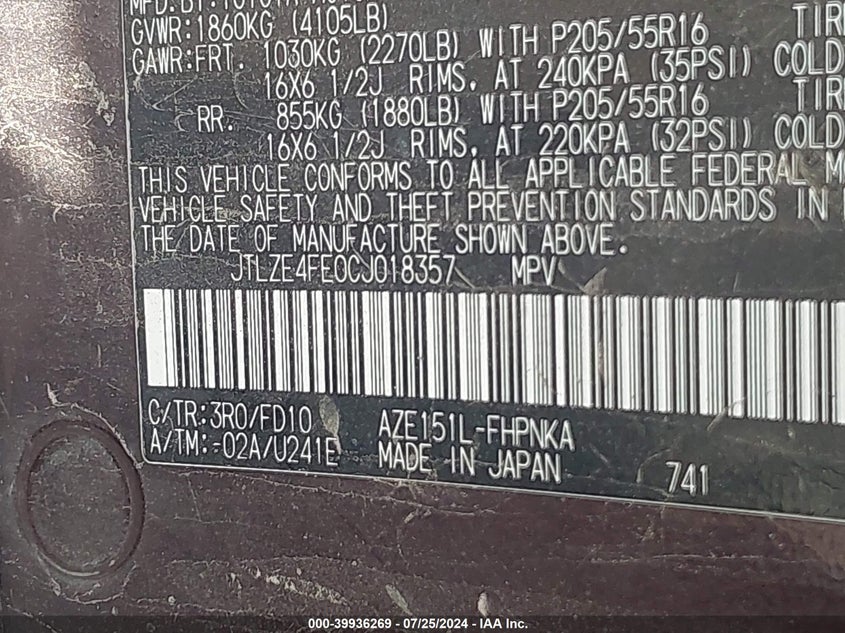 GVWR:1860KG (4105LB)
GAWR:FRT. 1030KG (2270LB) WITH P205/55R16 TIR
16X6 1/2J RIMS, AT 240KPA (35PSI) COLD
RR. 855KG (1880LB) WITH P205/55R16 TIR
16X6 1/2J RIMS, AT 220KPA (32PSI) COLD
THIS VEHICLE CONFORMS TO ALL APPLICABLE FEDERAL M
VEHICLE SAFETY AND THEFT PREVENTION STANDARDS IN
THE DATE OF MANUFACTURE SHOWN ABOVE.
JTLZE4FE0CJ018357 MPV
C/TR:3R0/FD10 AZE151L-FHPNKA
A/TM:-02A/U241E MADE IN JAPAN 741
000-39936269 - 07/25/2024 - IAA Inc.